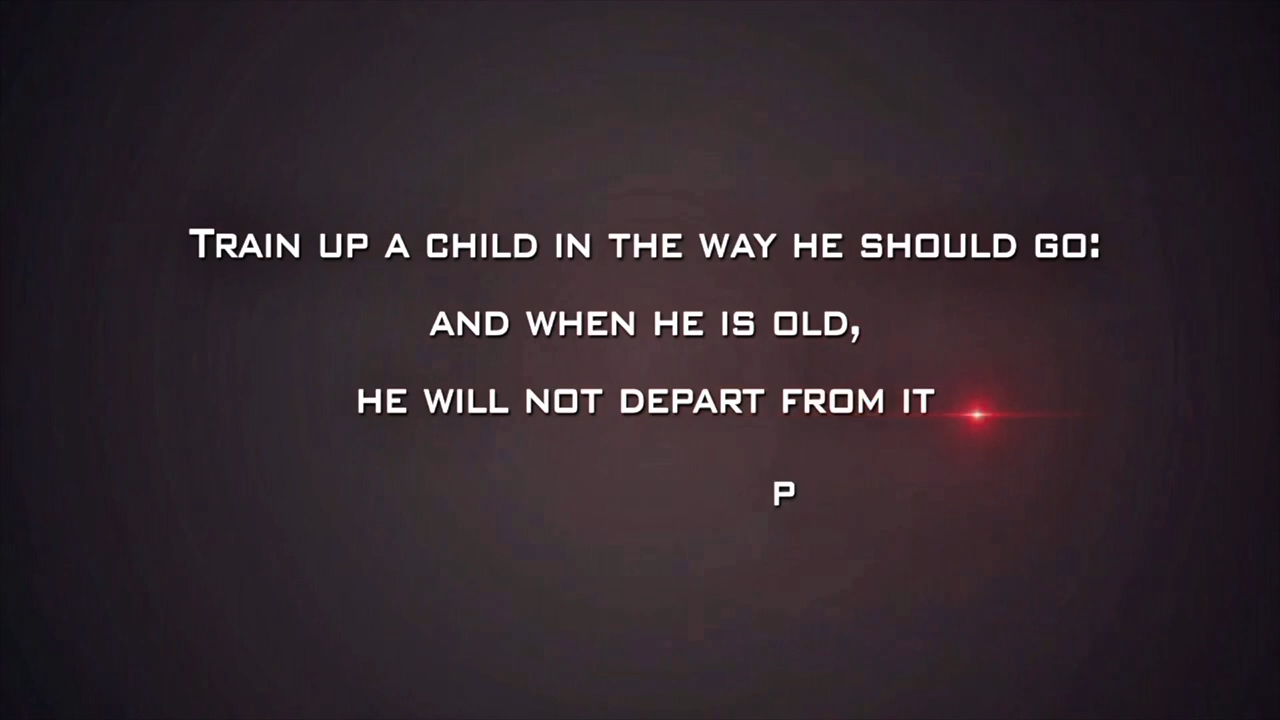 Train up a child in the way he should go:
and when he is old,
he will not depart from it
P